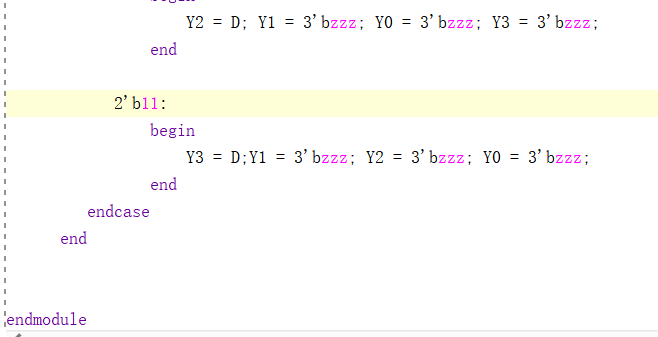 Y2 = D; Y1 = 3'bzzz; Y0 = 3'bzzz; Y3 = 3'bzzz;
end
2'b11:
begin
Y3 = D;Y1 = 3'bzzz; Y2 = 3'bzzz; Y0 = 3'bzzz;
end
endcase
end
endmodule